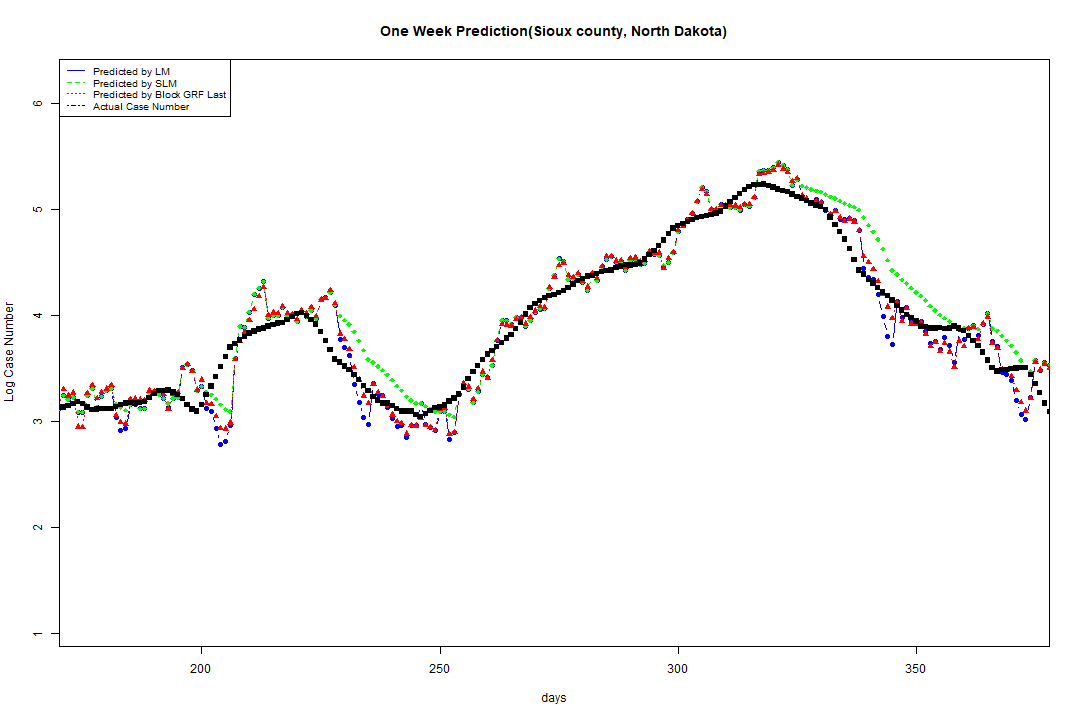 One Week Prediction(Sioux county, North Dakota)
Predicted by LM
Predicted by SLM
Predicted by Block GRF Last
Actual Case Number
6
5
4
3
2
1
Log Case Number
200 250 300 350
days